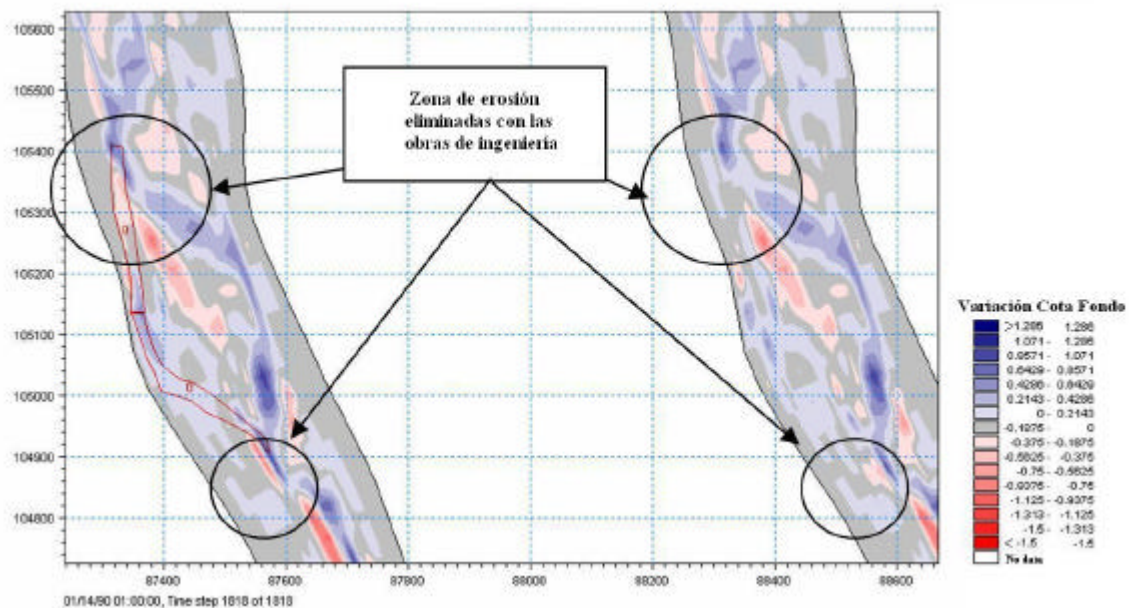 105600
105500
105400
105300
105200
105100
105000
104900
104800
Zona de erosión
eliminadas con las
obras de ingeniería
0
0
87400
87600
87800
88000
88200
88400
88600
01/14/90 01:00:00, Time step 1818 of 1818
Variación Cota Fondo
>1.286 1.286
1.071 - 1.286
0.8571 - 1.071
0.6429 - 0.8571
0.4286 - 0.6429
0.2143 - 0.4286
0 - 0.2143
-0.1875 - 0
-0.375 - -0.1875
-0.5625 - -0.375
-0.75 - -0.5625
-0.9375 - -0.75
-1.125 - -0.9375
-1.313 - -1.125
-1.5 - -1.313
< -1.5 -1.5
No data